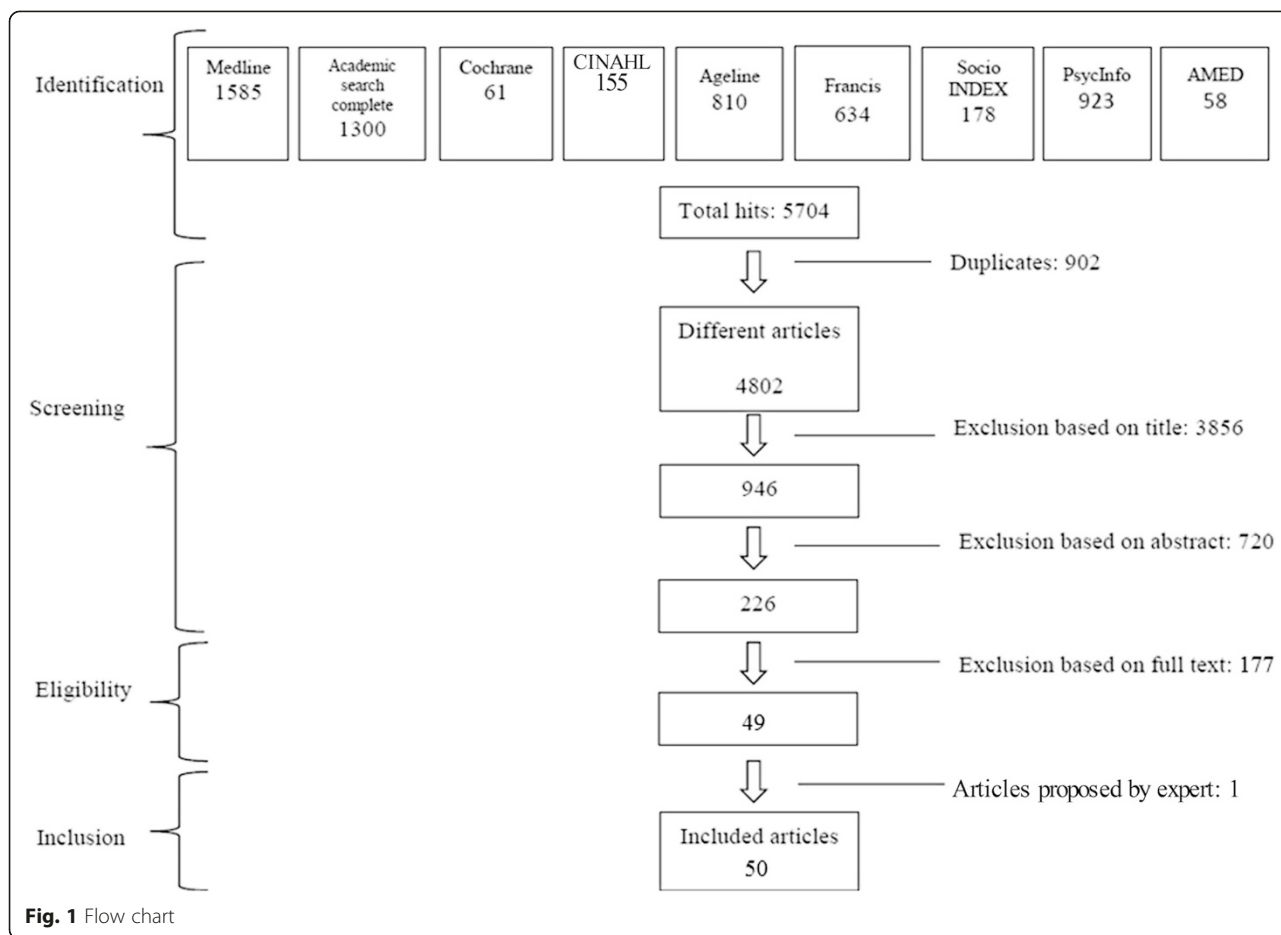 Identification
Medline
1585
Academic
search
complete
1300
Cochrane
61
CINAHL
155
Ageline
810
Francis
634
Socio
INDEX
178
PsycInfo
923
AMED
58
Total hits: 5704
Duplicates: 902
Different articles
4802
Screening
Exclusion based on title: 3856
946
Exclusion based on abstract: 720
226
Exclusion based on full text: 177
Eligibility
49
Articles proposed by expert: 1
Inclusion
Included articles
50
Fig. 1 Flow chart